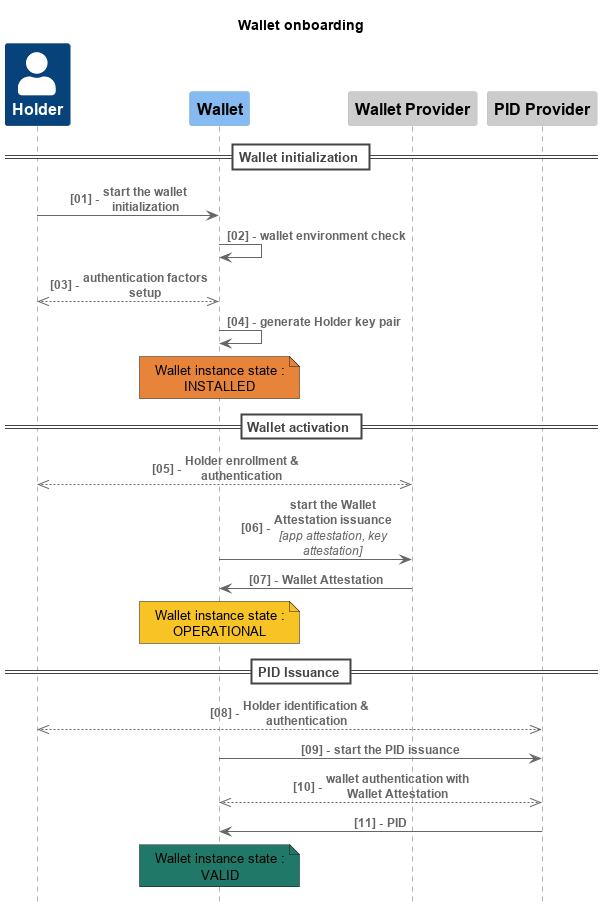 Wallet onboarding
Holder
Wallet
Wallet Provider
PID Provider
Wallet initialization
[01] - start the wallet
initialization
[02] - wallet environment check
[03] - authentication factors
setup
[04] - generate Holder key pair
Wallet instance state :
INSTALLED
Wallet activation
[05] - Holder enrollment &
authentication
start the Wallet
[06] - Attestation issuance
[app attestation, key
attestation]
[07] - Wallet Attestation
Wallet instance state :
OPERATIONAL
PID Issuance
[08] - Holder identification &
authentication
[09] - start the PID issuance
[10] - wallet authentication with
Wallet Attestation
[11] - PID
Wallet instance state :
VALID